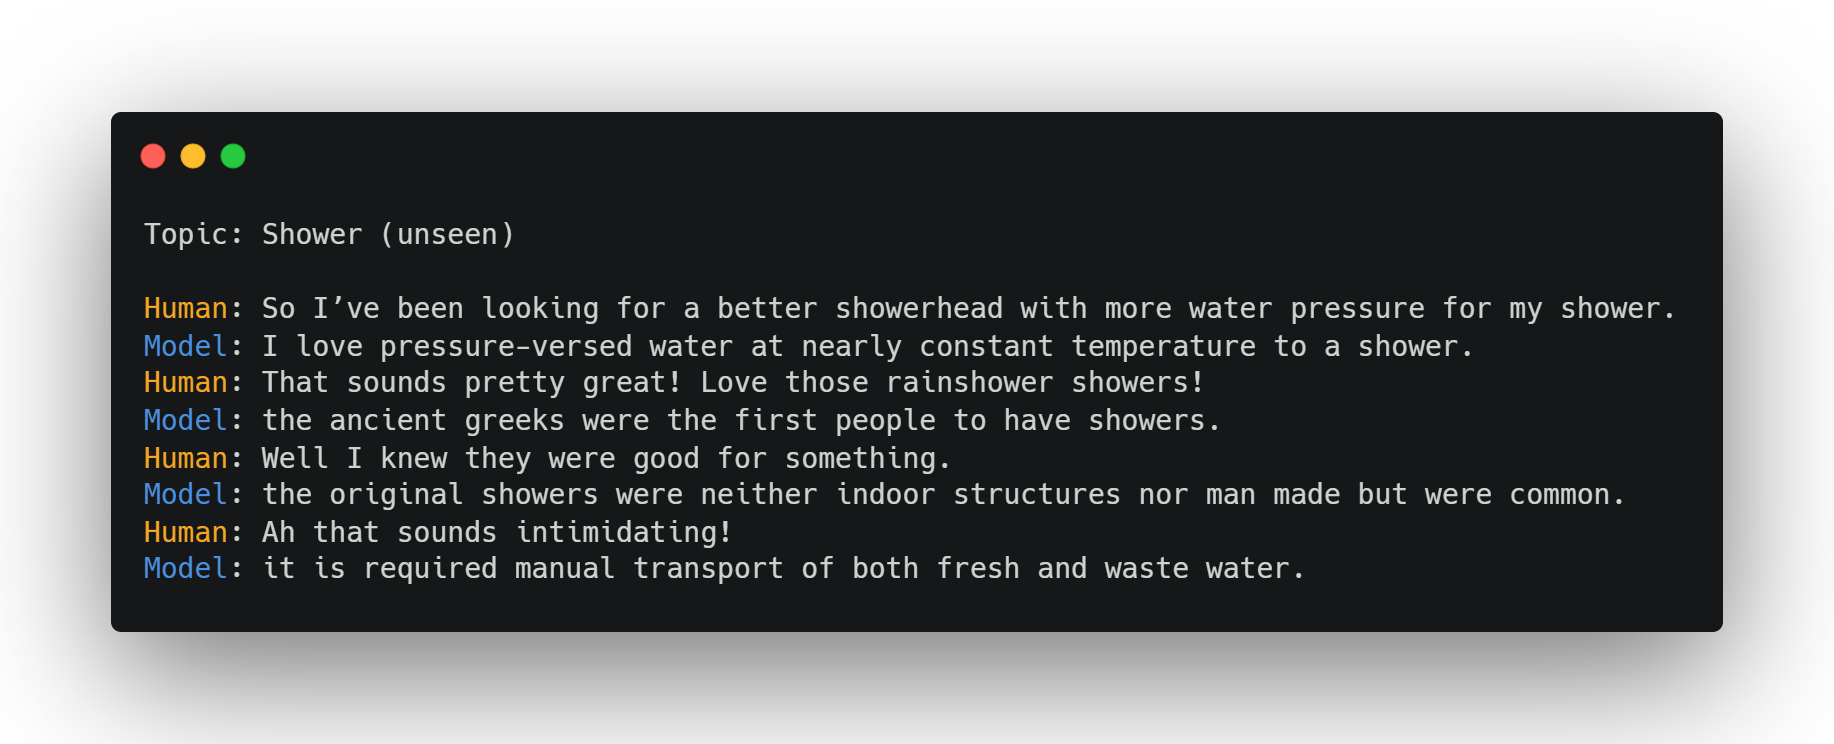 Topic: Shower (unseen)
Human: So I’ve been looking for a better showerhead with more water pressure for my shower.
Model: I love pressure-versed water at nearly constant temperature to a shower.
Human: That sounds pretty great! Love those rainshower showers!
Model: the ancient greeks were the first people to have showers.
Human: Well I knew they were good for something.
Model: the original showers were neither indoor structures nor man made but were common.
Human: Ah that sounds intimidating!
Model: it is required manual transport of both fresh and waste water.